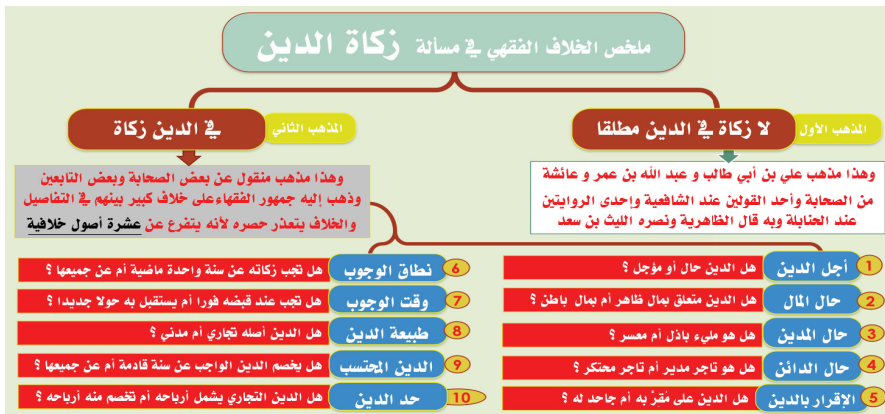 ملخص الخلاف الفقهي في مسألة زكاة الدين
المذهب الأول
لا زكاة في الدين مطلقا
وهذا مذهب علي بن أبي طالب و عبد الله بن عمر و عائشة
من الصحابة وأحد القولين عند الشافعية وإحدى الروايتين
عند الحنابلة وبه قال الظاهرية ونصره الليث بن سعد
المذهب الثاني
في الدين زكاة
وهذا مذهب منقول عن بعض الصحابة وبعض التابعين
وذهب إليه جمهور الفقهاء على خلاف كبير بينهم في التفاصيل
والخلاف يتعذر حصره لأنه يتفرع عن عشرة أصول خلافية
1 أجل الدين هل الدين حال أو مؤجل ؟
2 حال المال هل الدين متعلق بمال ظاهر أم بمال باطن ؟
3 حال المدين هل هو مليء باذل أم معسر ؟
4 حال الدائن هل هو تاجر مدير أم تاجر محتكر ؟
5 الإقرار بالدين هل الدين على مُقِرٍّ به أم جاحد له ؟
6 نطاق الوجوب هل تجب زكاته عن سنة واحدة ماضية أم عن جميعها ؟
7 وقت الوجوب هل تجب عند قبضه فورا أم يستقبل به حولا جديدا ؟
8 طبيعة الدين هل الدين أصله تجاري أم مدني ؟
9 الدين المحتسب هل يخصم الدين الواجب عن سنة قادمة أم عن جميعها ؟
10 حد الدين هل الدين التجاري يشمل أرباحه أم تخصم منه أرباحه ؟